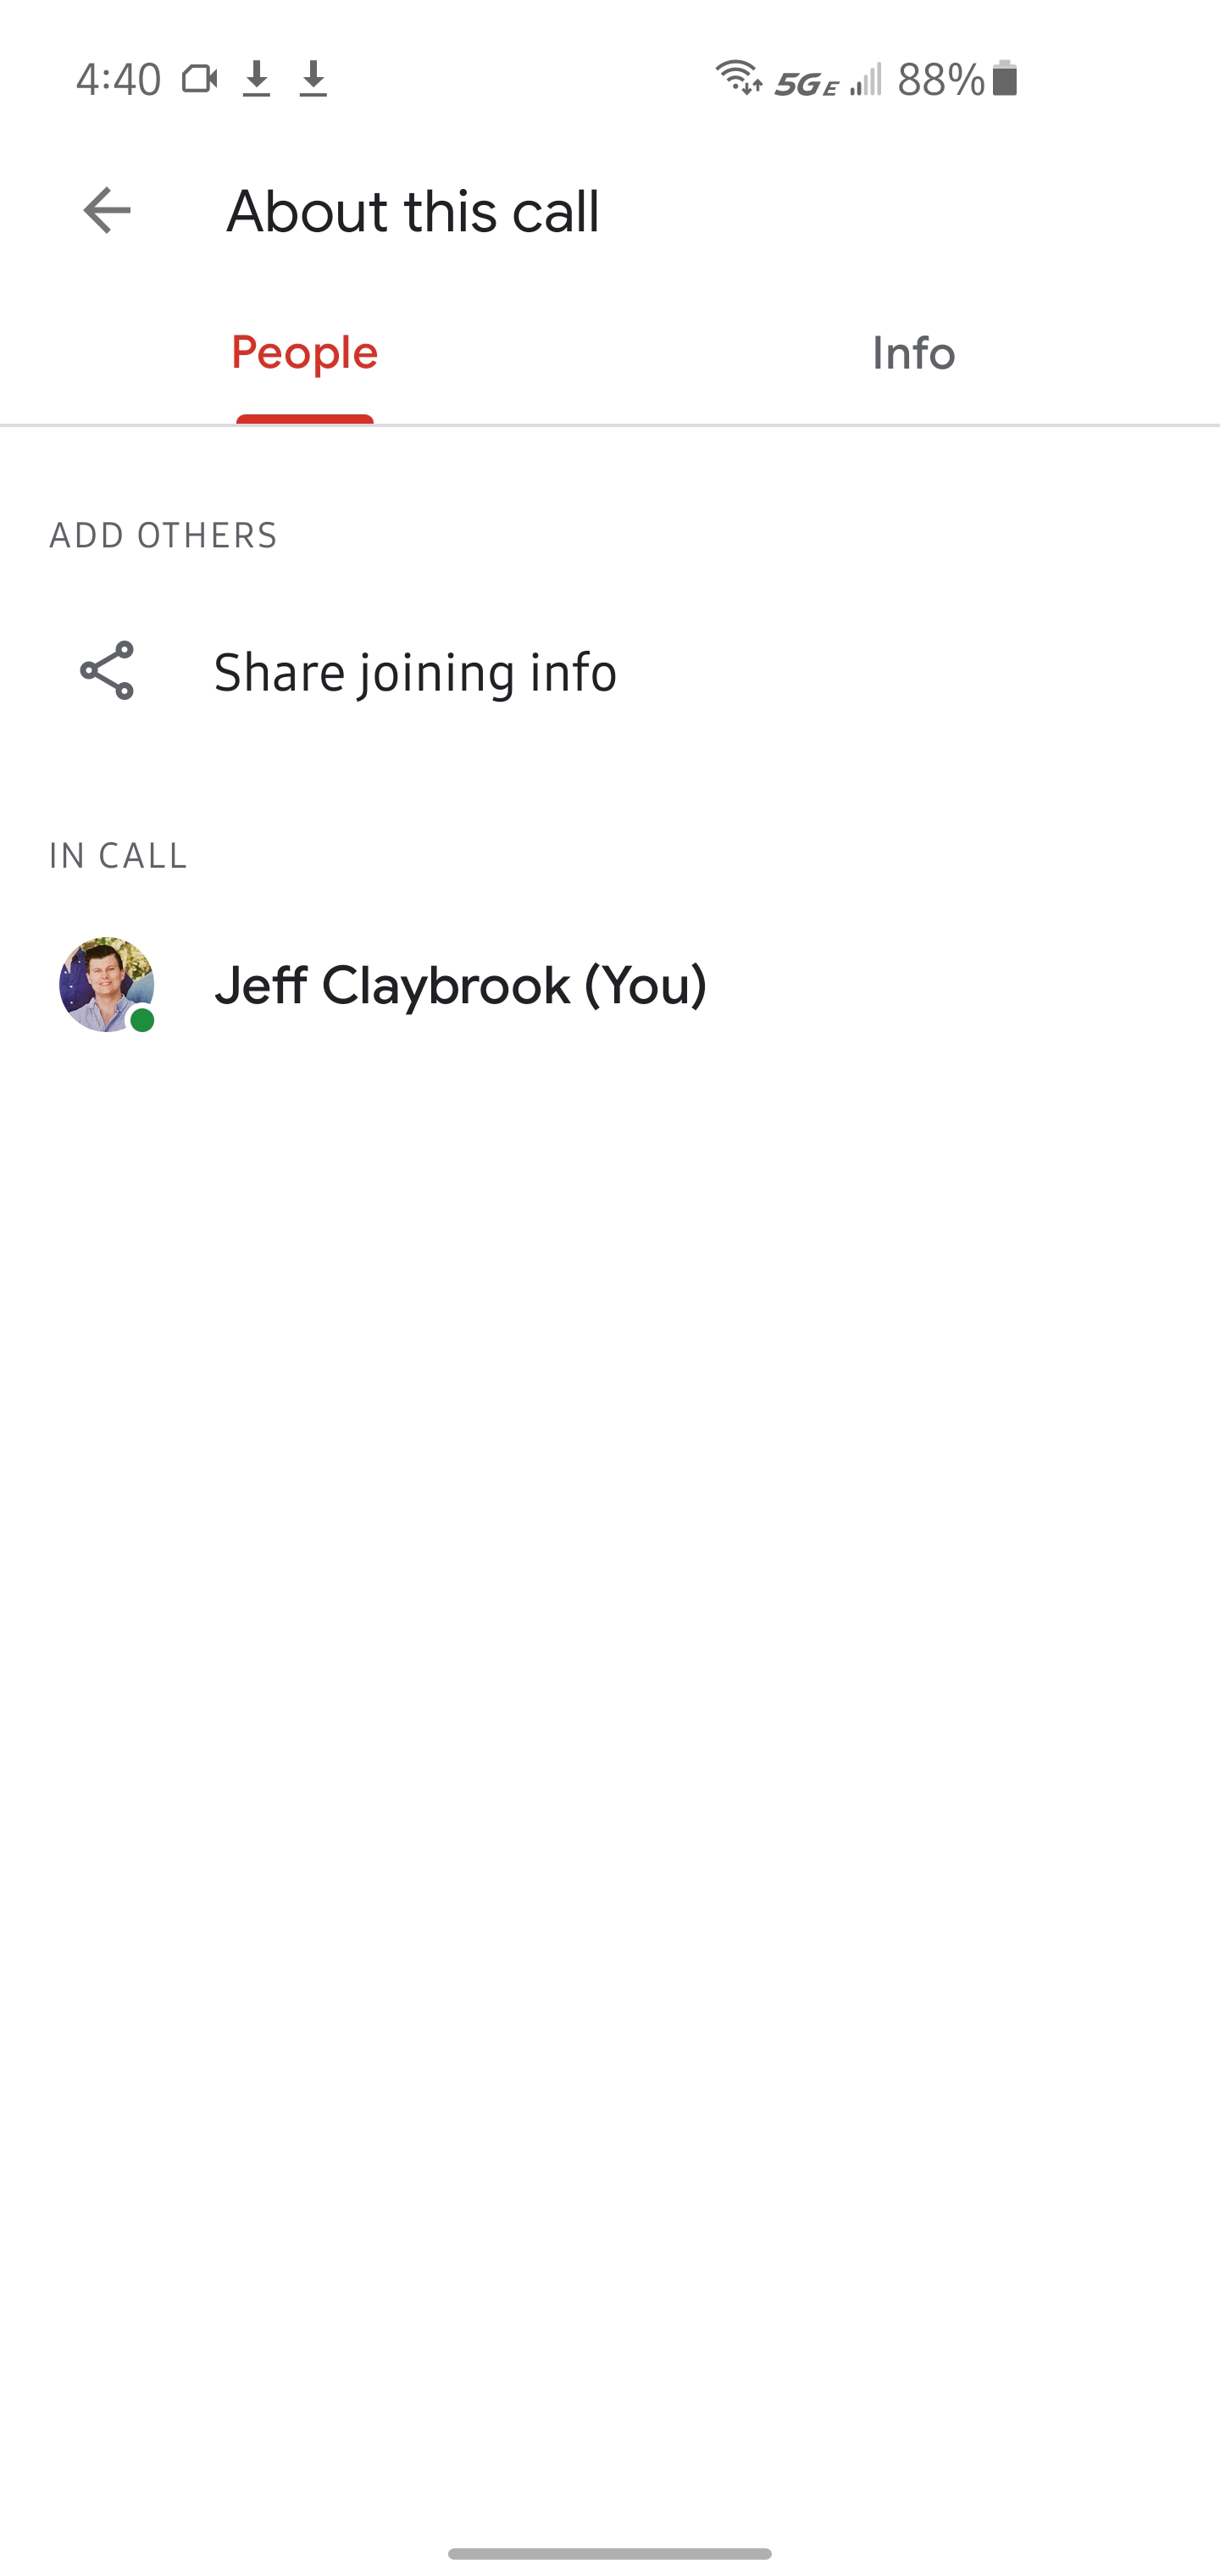 4:40 5GE 88%
About this call
People Info
ADD OTHERS
Share joining info
IN CALL
Jeff Claybrook (You)